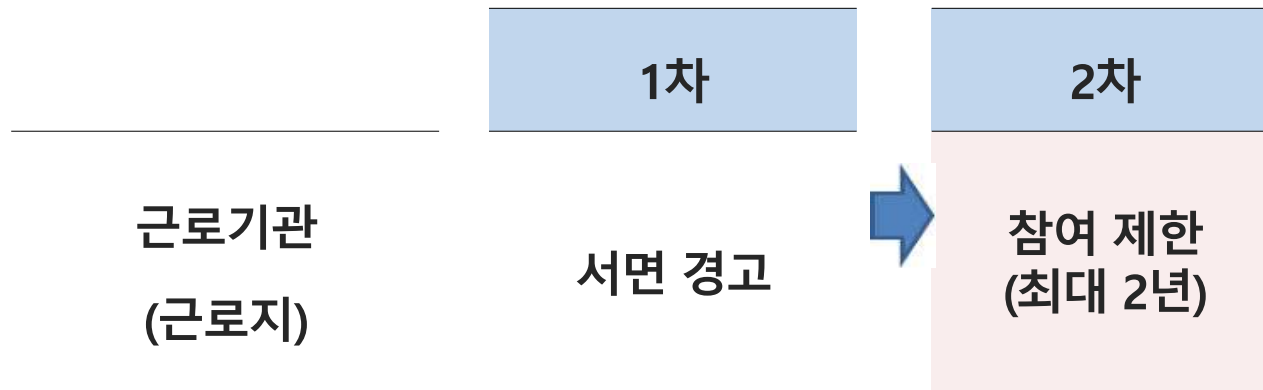 1차
2차
근로기관
(근로지)
서면 경고
참여 제한
(최대 2년)